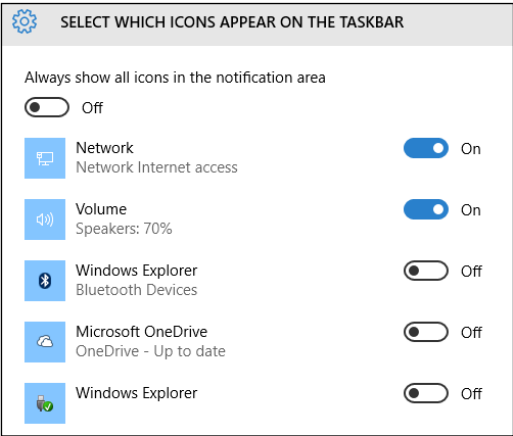 SELECT WHICH ICONS APPEAR ON THE TASKBAR
Always show all icons in the notification area
Off
Network
On
Network Internet access
Volume
On
Speakers: 70%
Windows Explorer
Off
Bluetooth Devices
Microsoft OneDrive
Off
OneDrive - Up to date
Windows Explorer
Off